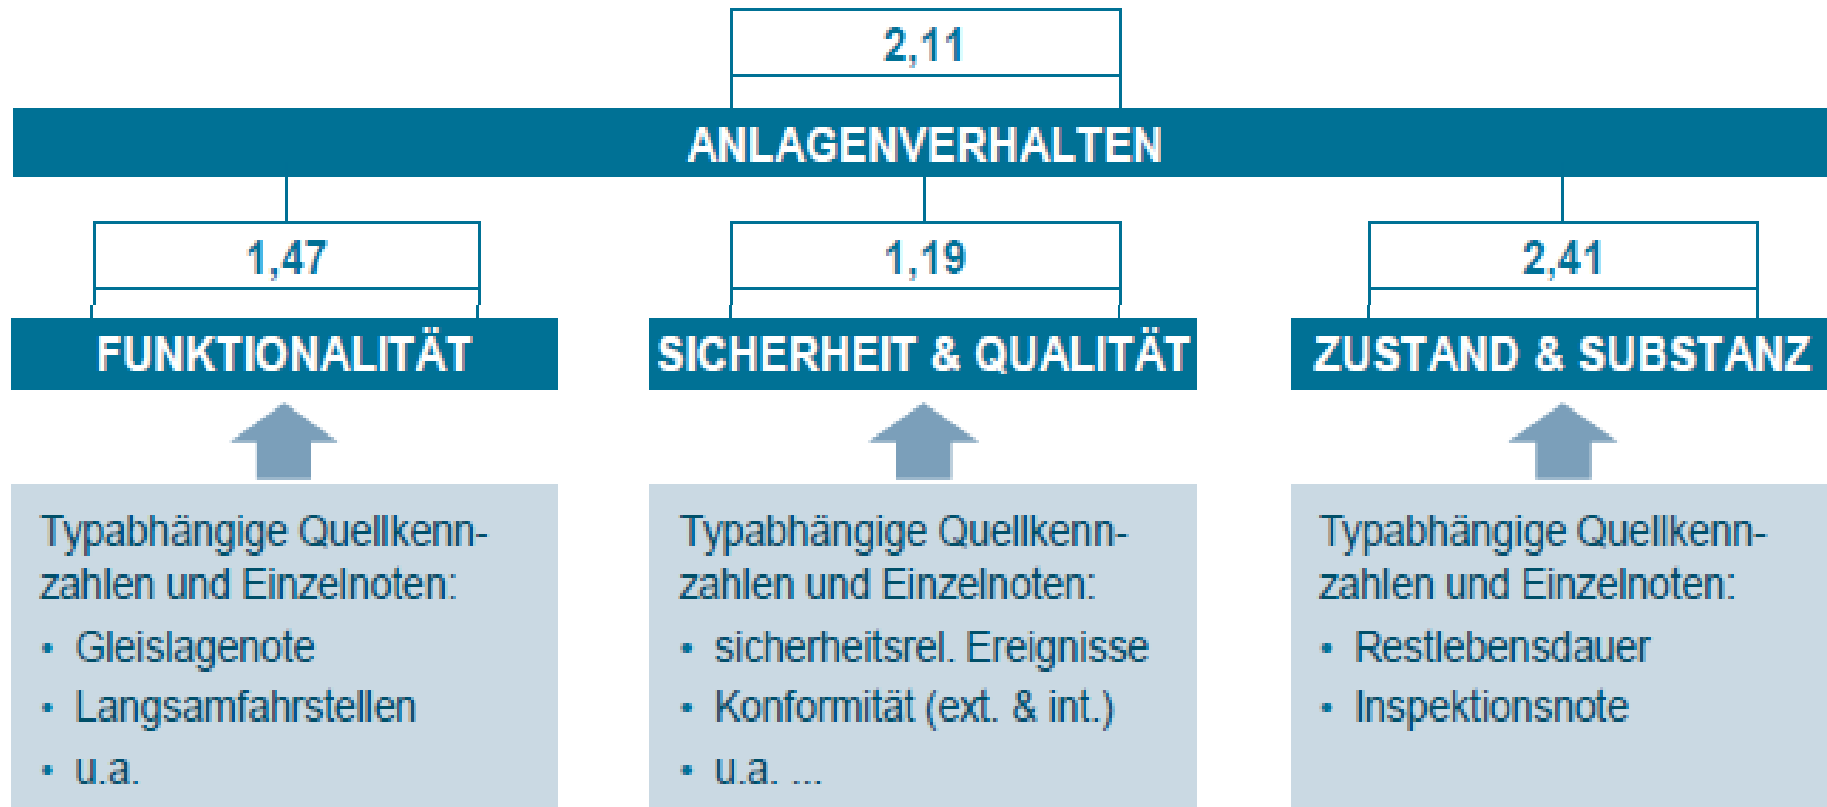 2,11
ANLAGENVERHALTEN
1,47
FUNKTIONALITÄT
Typabhängige Quellkenn-
zahlen und Einzelnoten:
• Gleislagenote
• Langsamfahrstellen
• u.a.
1,19
SICHERHEIT & QUALITÄT
Typabhängige Quellkenn-
zahlen und Einzelnoten:
• sicherheitsrel. Ereignisse
• Konformität (ext. & int.)
• u.a. ...
2,41
ZUSTAND & SUBSTANZ
Typabhängige Quellkenn-
zahlen und Einzelnoten:
• Restlebensdauer
• Inspektionsnote